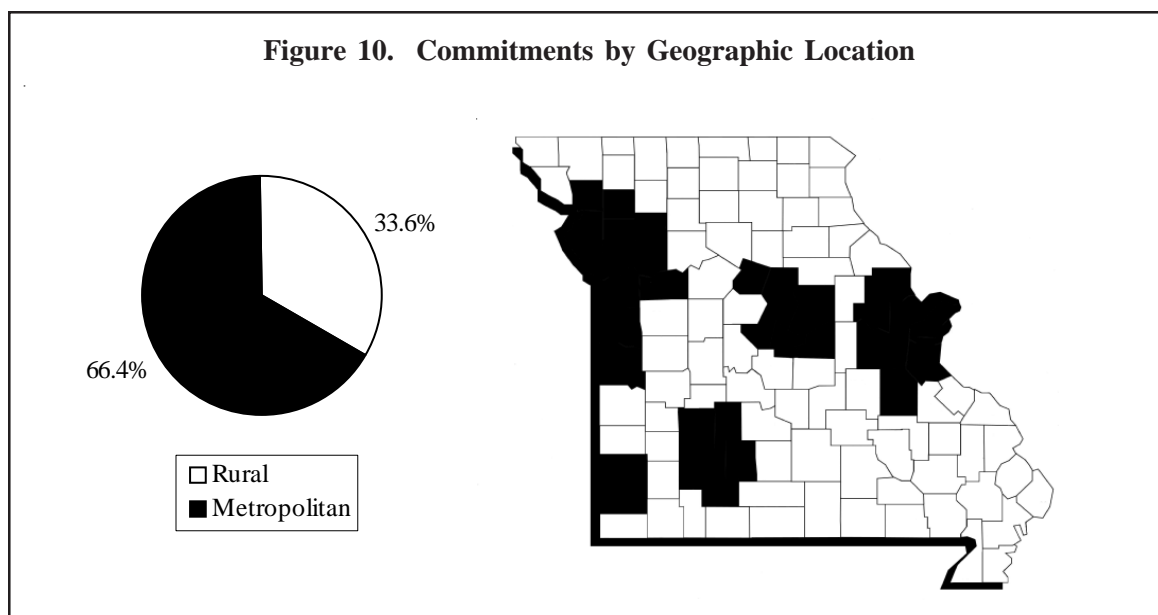 Figure 10. Commitments by Geographic Location
33.6%
66.4%
Rural
Metropolitan